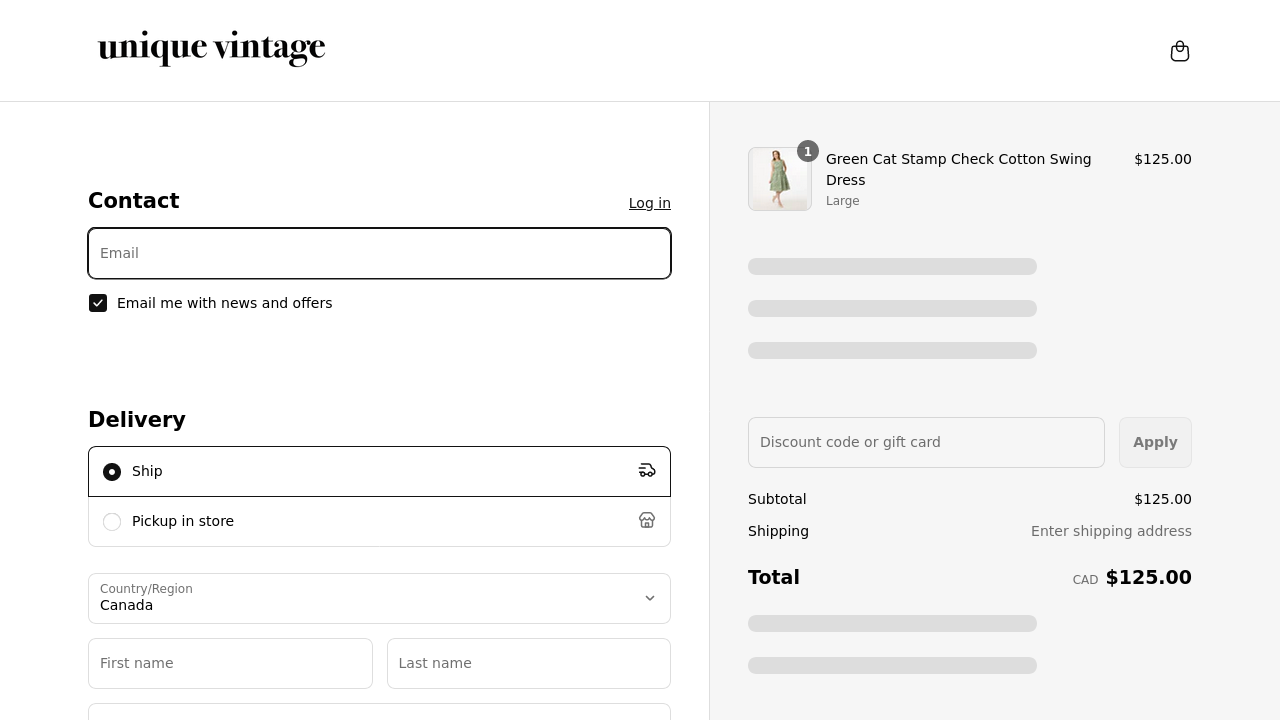 unique vintage
Contact
Log in
Email
Email me with news and offers
Delivery
Ship
Pickup in store
Country/Region
Canada
First name
Last name
1
Green Cat Stamp Check Cotton Swing
Dress
Large
$125.00
Discount code or gift card
Apply
Subtotal
$125.00
Shipping
Enter shipping address
Total
CAD $125.00